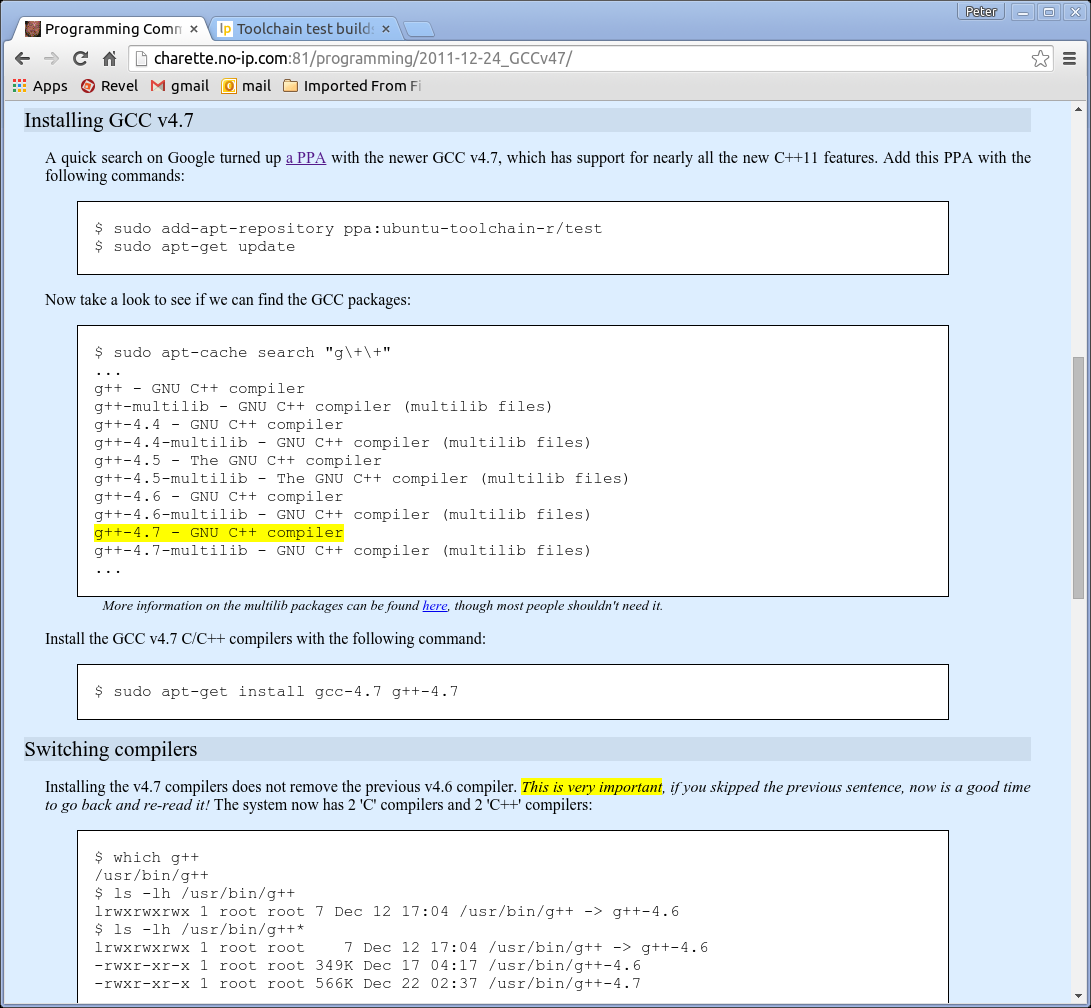 Peter
Programming Comm
Toolchain test builds
charette.no-ip.com:81/programming/2011-12-24_GCCv47/
Apps Revel gmail mail Imported From Fi
Installing GCC v4.7
A quick search on Google turned up a PPA with the newer GCC v4.7, which has support for nearly all the new C++11 features. Add this PPA with the
following commands:
$ sudo add-apt-repository ppa:ubuntu-toolchain-r/test
$ sudo apt-get update
Now take a look to see if we can find the GCC packages:
$ sudo apt-cache search "g\+\+"
...
g++ - GNU C++ compiler
g++-multilib - GNU C++ compiler (multilib files)
g++-4.4 - GNU C++ compiler
g++-4.4-multilib - GNU C++ compiler (multilib files)
g++-4.5 - The GNU C++ compiler
g++-4.5-multilib - The GNU C++ compiler (multilib files)
g++-4.6 - GNU C++ compiler
g++-4.6-multilib - GNU C++ compiler (multilib files)
g++-4.7 - GNU C++ compiler
g++-4.7-multilib - GNU C++ compiler (multilib files)
...
More information on the multilib packages can be found here, though most people shouldn't need it.
Install the GCC v4.7 C/C++ compilers with the following command:
$ sudo apt-get install gcc-4.7 g++-4.7
Switching compilers
Installing the v4.7 compilers does not remove the previous v4.6 compiler. This is very important, if you skipped the previous sentence, now is a good time
to go back and re-read it! The system now has 2 'C' compilers and 2 'C++' compilers:
$ which g++
/usr/bin/g++
$ ls -lh /usr/bin/g++
lrwxrwxrwx 1 root root 7 Dec 12 17:04 /usr/bin/g++ -> g++-4.6
$ ls -lh /usr/bin/g++*
lrwxrwxrwx 1 root root    7 Dec 12 17:04 /usr/bin/g++ -> g++-4.6
-rwxr-xr-x 1 root root 349K Dec 17 04:17 /usr/bin/g++-4.6
-rwxr-xr-x 1 root root 566K Dec 22 02:37 /usr/bin/g++-4.7